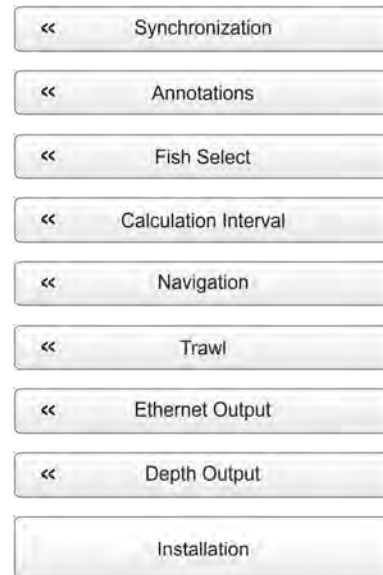 « Synchronization
« Annotations
« Fish Select
« Calculation Interval
« Navigation
« Trawl
« Ethernet Output
« Depth Output
Installation